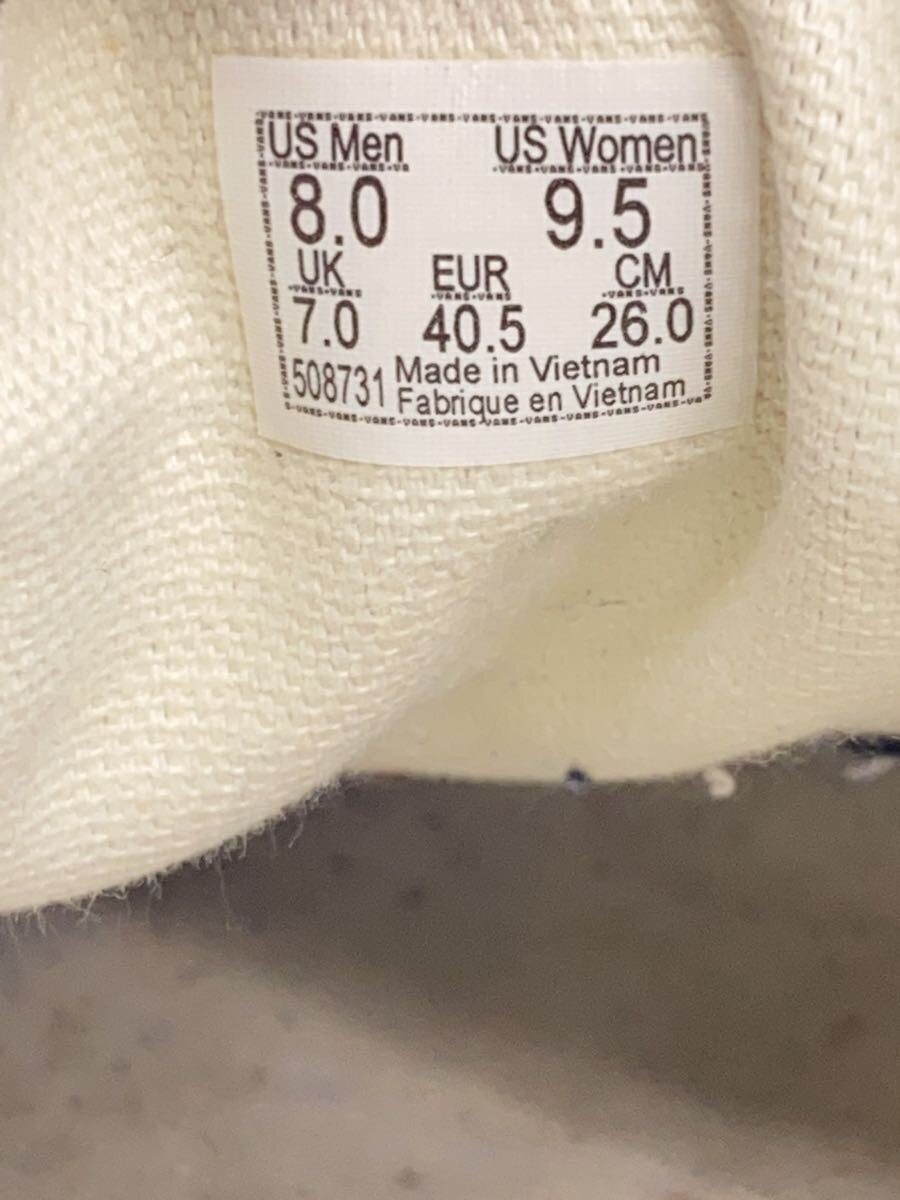 US Men US Women
8.0 9.5
UK EUR CM
7.0 40.5 26.0
508731 Made in Vietnam
Fabrique en Vietnam